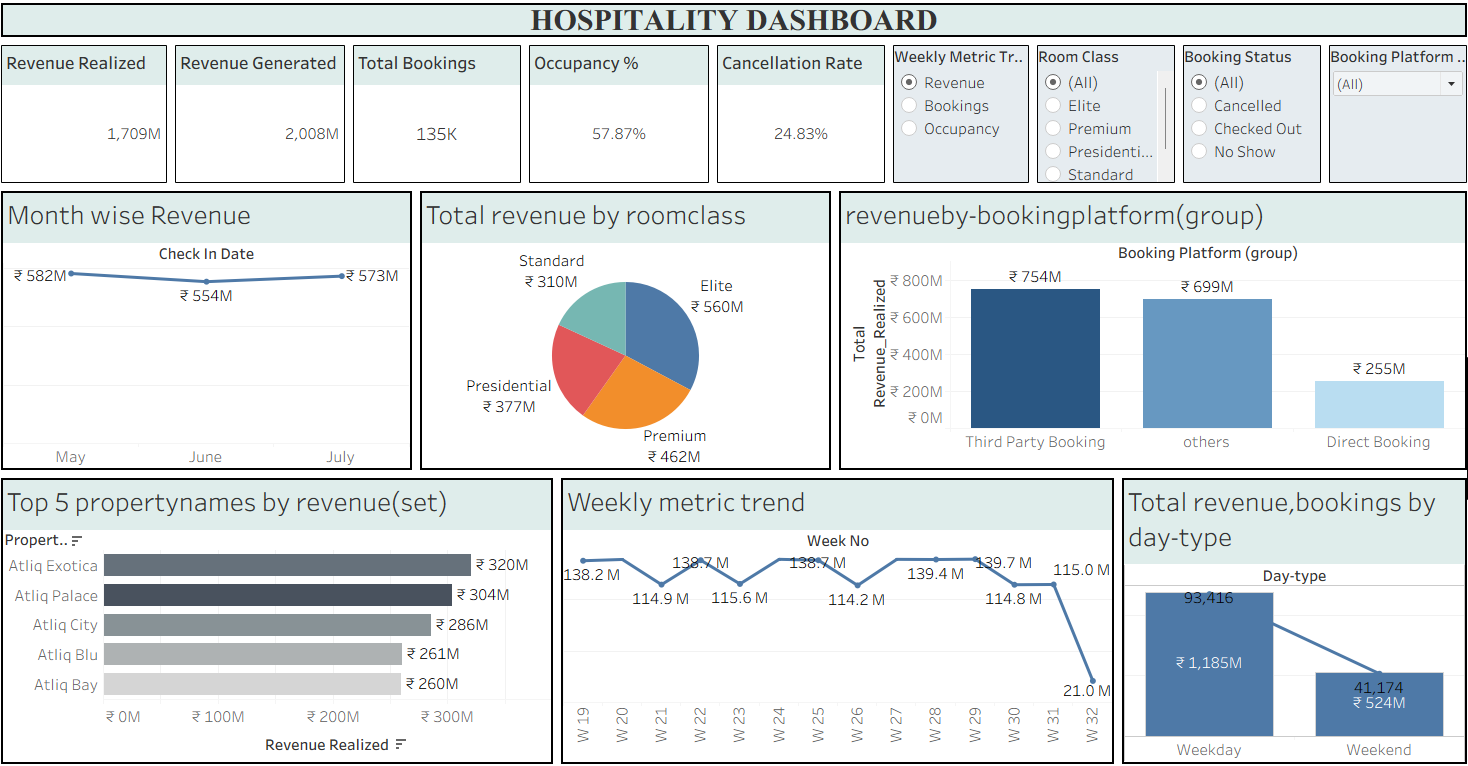 HOSPITALITY DASHBOARD
Revenue Realized
1,709M
Revenue Generated
2,008M
Total Bookings
135K
Occupancy %
57.87%
Cancellation Rate
24.83%
Weekly Metric Tr..
Revenue
Bookings
Occupancy
Room Class
(All)
Elite
Premium
Presidenti...
Standard
Booking Status
(All)
Cancelled
Checked Out
No Show
Booking Platform ..
(All)
Month wise Revenue
Check In Date
₹ 582M
₹ 554M
₹ 573M
May
June
July
Total revenue by roomclass
Standard
₹ 310M
Elite
₹ 560M
Presidential
₹ 377M
Premium
₹ 462M
revenueby-bookingplatform(group)
Booking Platform (group)
Total
Revenue_Realized
₹ 800M
₹ 600M
₹ 400M
₹ 200M
₹ 0M
₹ 754M
₹ 699M
₹ 255M
Third Party Booking
others
Direct Booking
Top 5 propertynames by revenue(set)
Propert..
Atliq Exotica
₹ 320M
Atliq Palace
₹ 304M
Atliq City
₹ 286M
Atliq Blu
₹ 261M
Atliq Bay
₹ 260M
₹ 0M
₹ 100M
₹ 200M
₹ 300M
Revenue Realized
Weekly metric trend
Week No
138.2 M
114.9 M
138.7 M
115.6 M
138.7 M
114.2 M
139.4 M
139.7 M
114.8 M
115.0 M
21.0 M
W 19
W 20
W 21
W 22
W 23
W 24
W 25
W 26
W 27
W 28
W 29
W 30
W 31
W 32
Total revenue,bookings by
day-type
Day-type
93,416
₹ 1,185M
41,174
₹ 524M
Weekday
Weekend